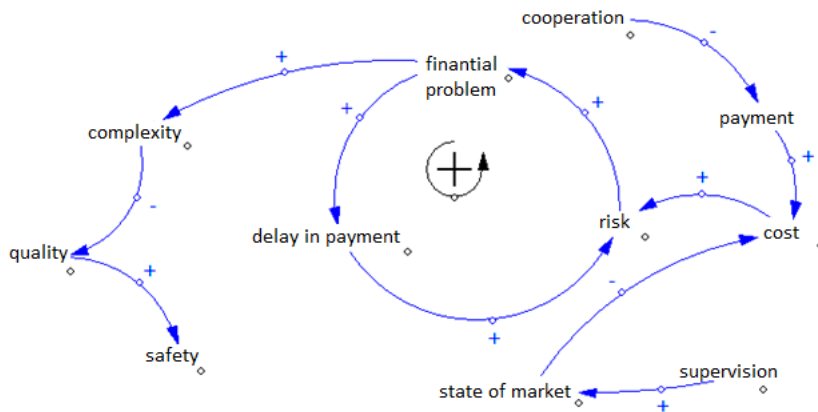 cooperation
-
+
finantial
problem
+
+
payment
complexity
+
+
-
delay in payment
risk
cost
quality
+
-
+
safety
state of market
supervision
+